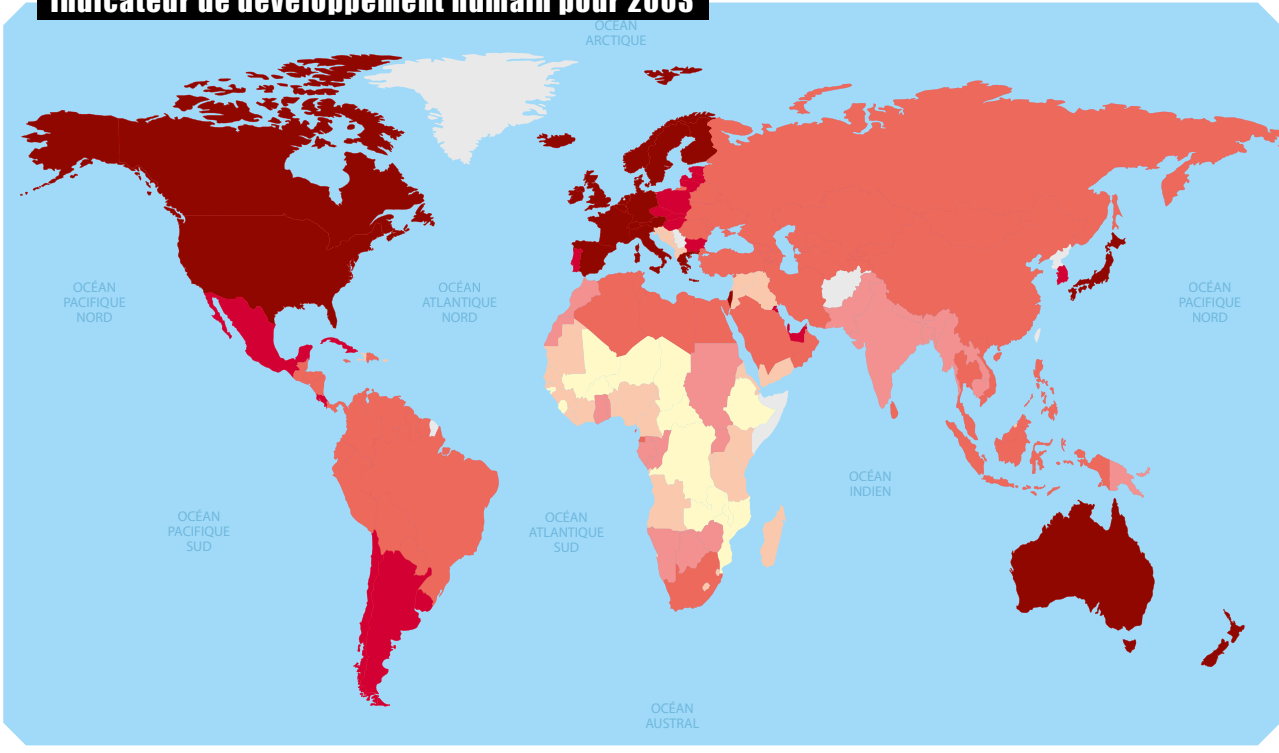 Indicateur de développement humain pour 2003
OCÉAN
ARCTIQUE
OCÉAN
PACIFIQUE
NORD
OCÉAN
ATLANTIQUE
NORD
OCÉAN
PACIFIQUE
NORD
OCÉAN
INDIEN
OCÉAN
PACIFIQUE
SUD
OCÉAN
ATLANTIQUE
SUD
OCÉAN
AUSTRAL